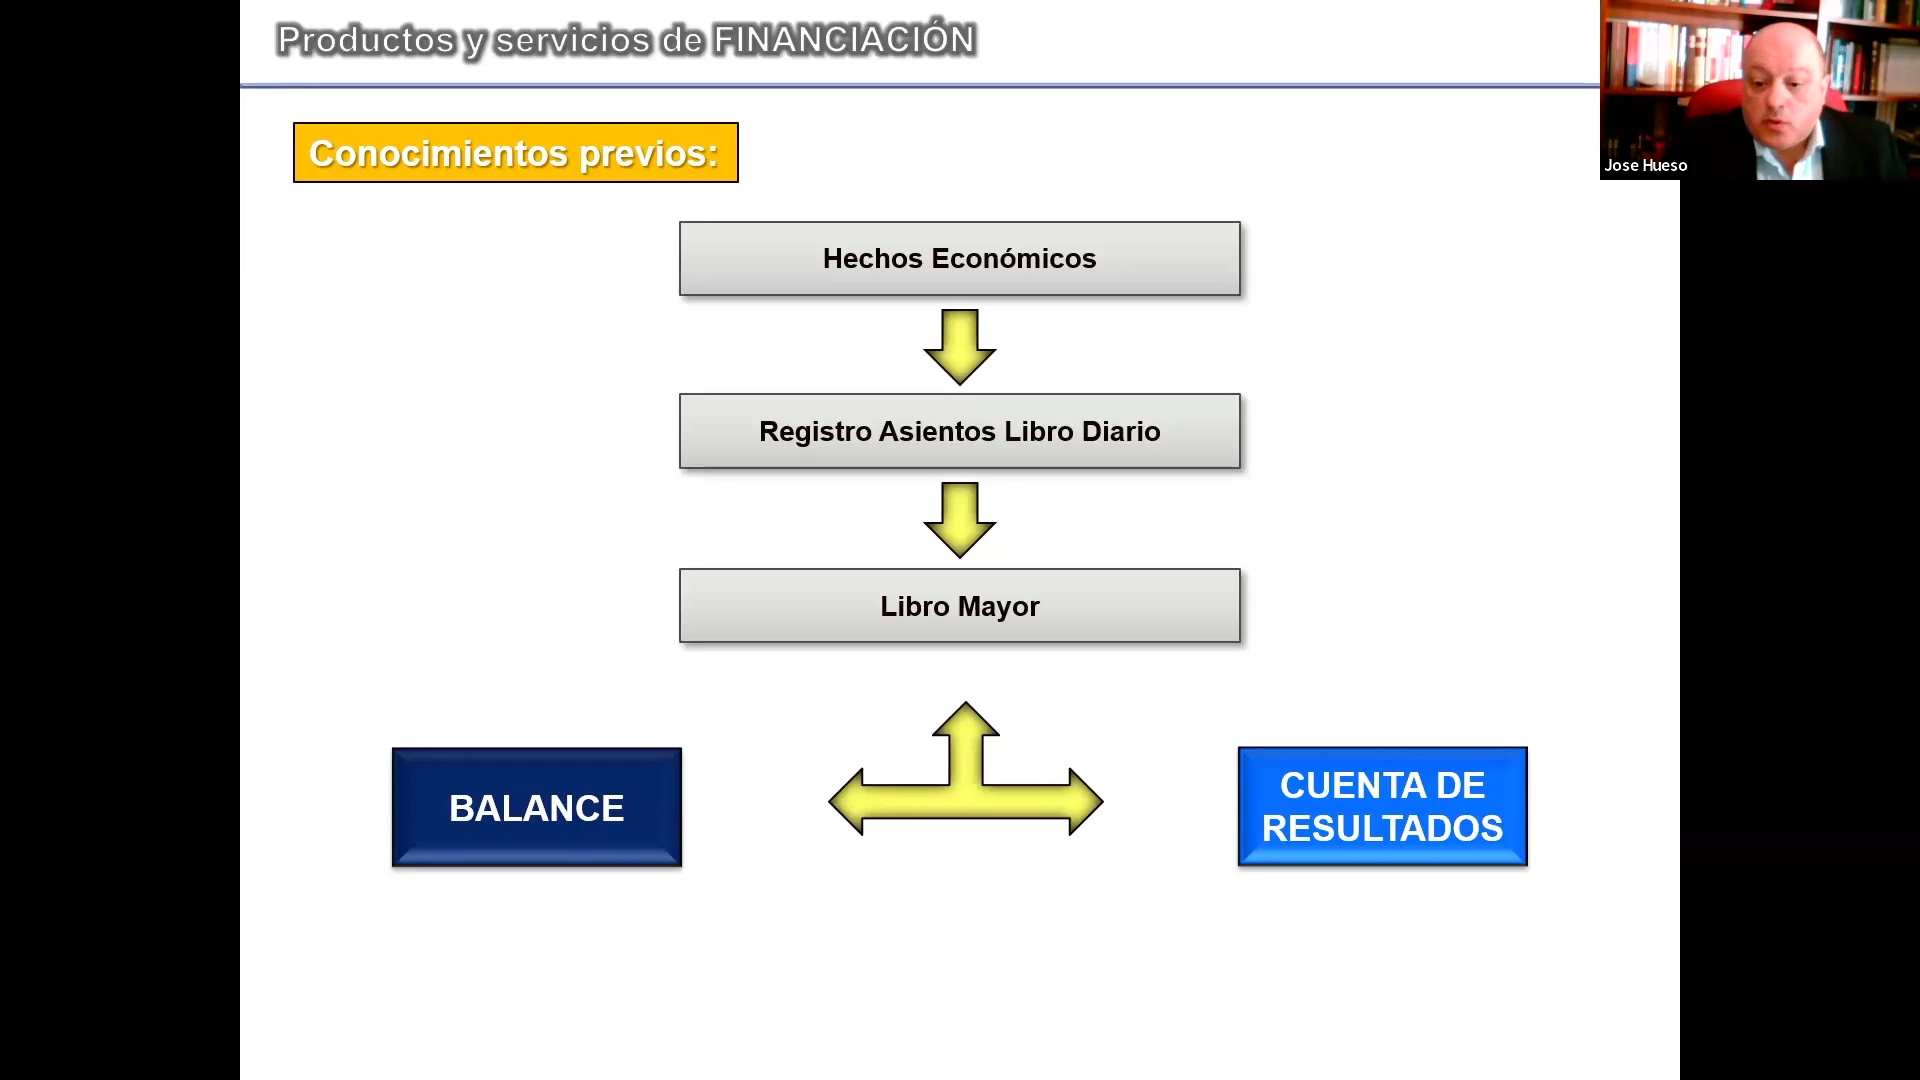 Productos y servicios de FINANCIACIÓN
Jose Hueso
Conocimientos previos:
Hechos Económicos
Registro Asientos Libro Diario
Libro Mayor
BALANCE
CUENTA DE
RESULTADOS